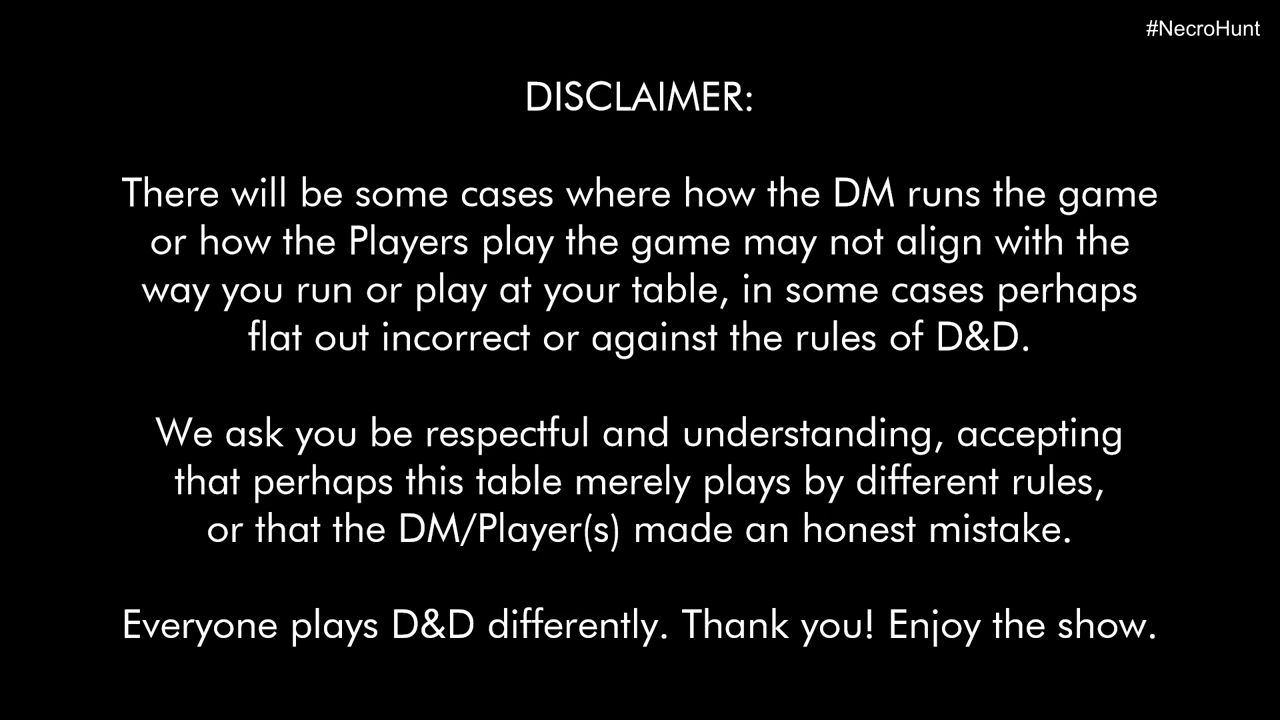 #NecroHunt
DISCLAIMER:
There will be some cases where how the DM runs the game
or how the Players play the game may not align with the
way you run or play at your table, in some cases perhaps
flat out incorrect or against the rules of D&D.
We ask you be respectful and understanding, accepting
that perhaps this table merely plays by different rules,
or that the DM/Player(s) made an honest mistake.
Everyone plays D&D differently. Thank you! Enjoy the show.